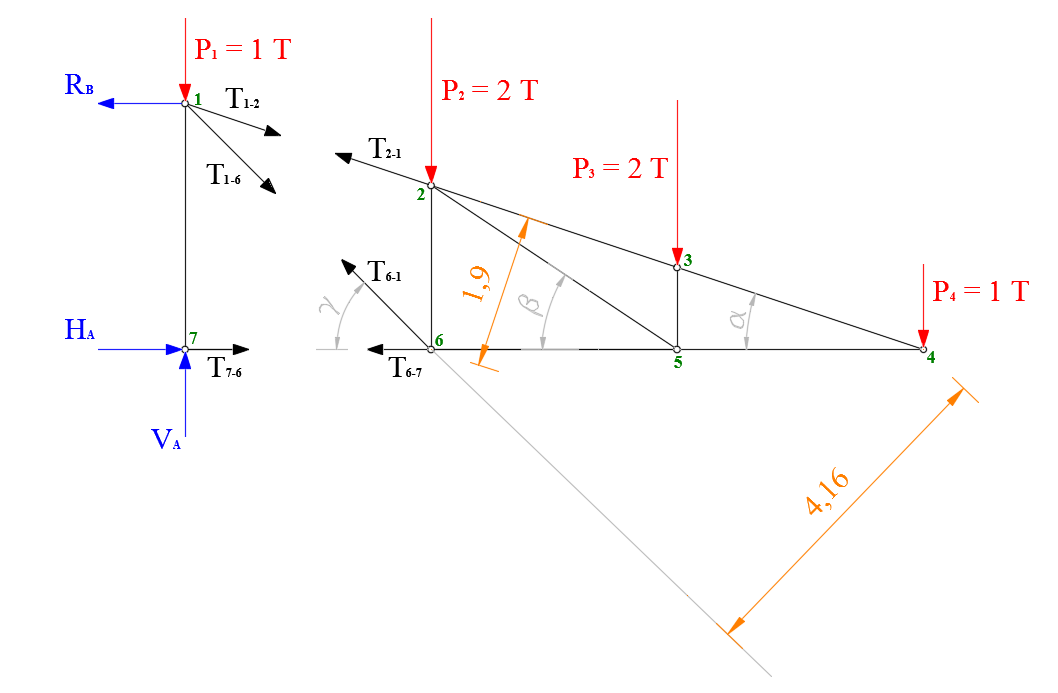 P₁ = 1 T
R_B
1
T₁₋₂
T₁₋₆
H_A
7
T₇₋₆
V_A
P₂ = 2 T
T₂₋₁
2
P₃ = 2 T
3
P₄ = 1 T
T₆₋₁
γ
6
T₆₋₇
1,9
β
α
5
4
4,16